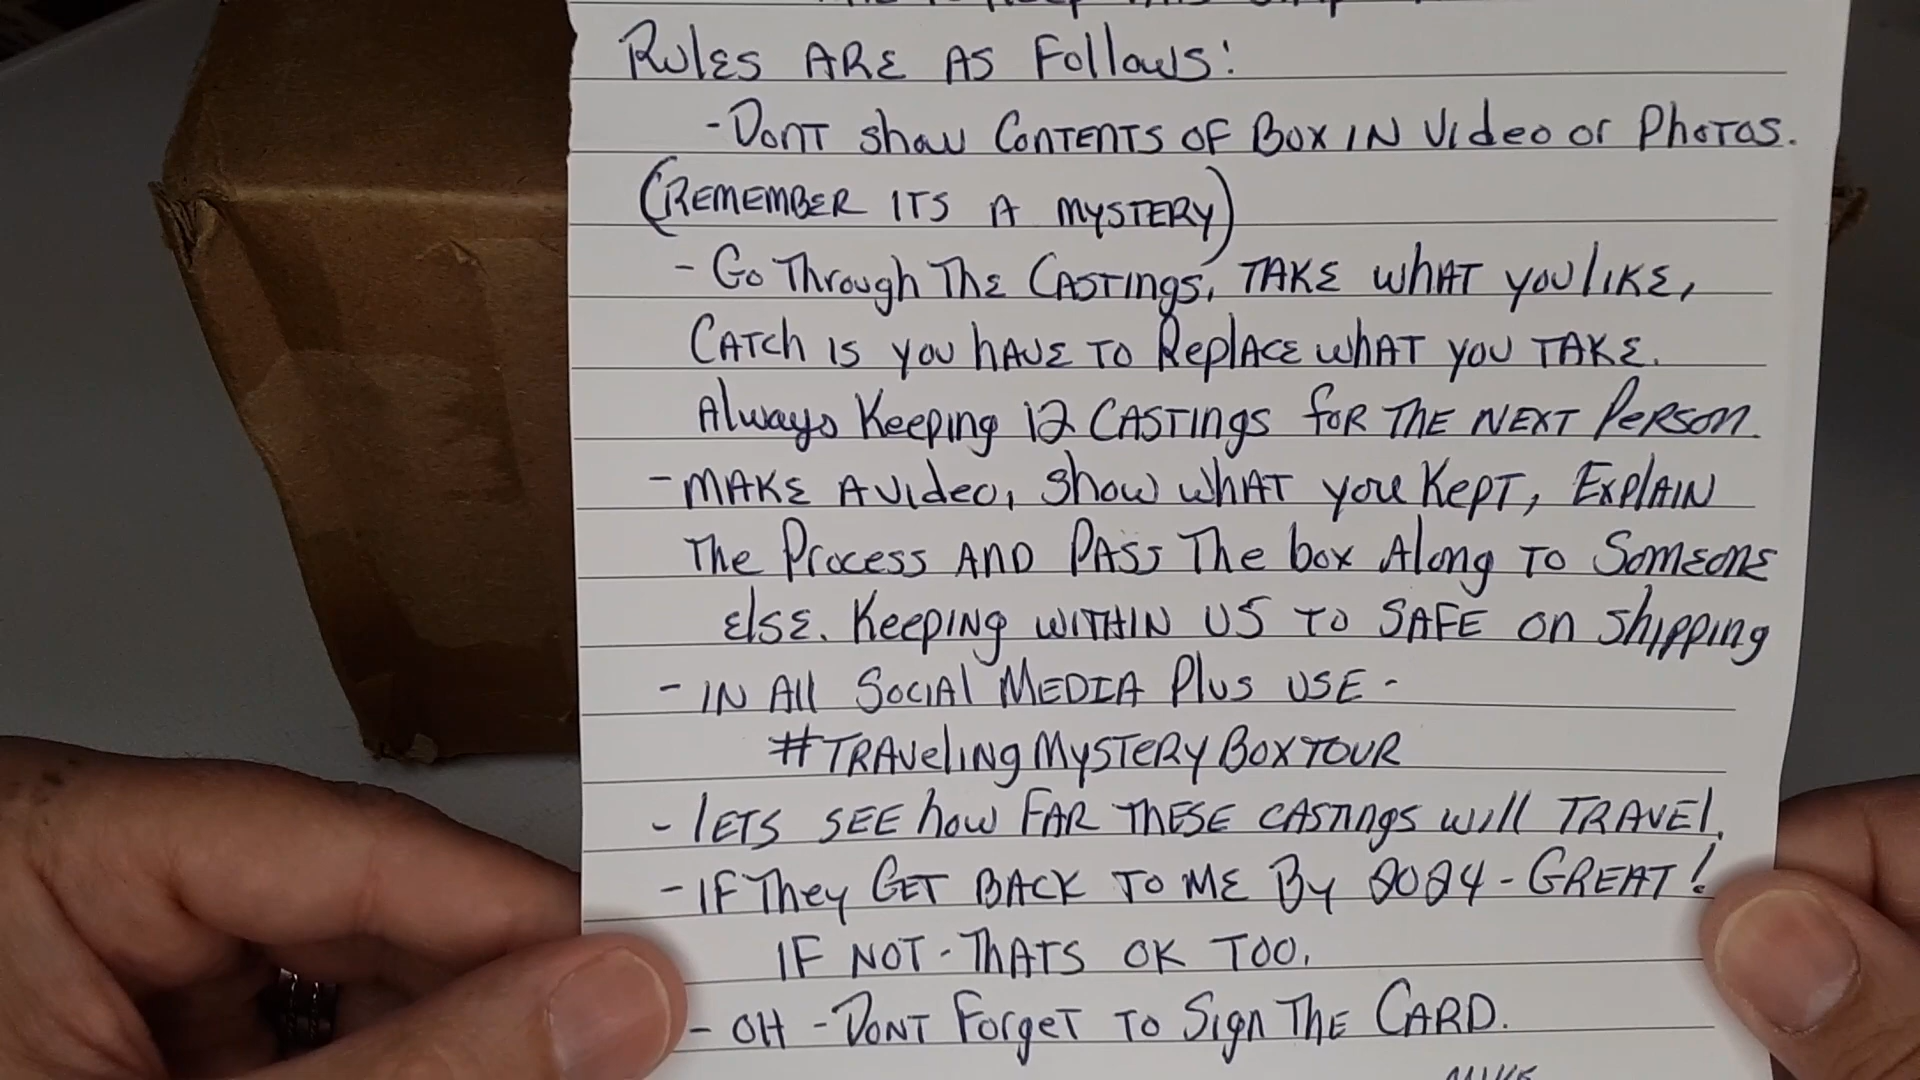 Rules ARE AS Follows:
-DONT show CONTENTS OF BOX IN Video or PhoTos.
(REMEMBER ITS A MYSTERY)
- Go Through The CASTings, TAKE whAT you lIKE,
CATch is you hAVE TO ReplACE whAT you TAKE.
Always Keeping 12 CASTings foR THE NEXT PERSON.
-MAKE A video, show whAT you KepT, ExplAIN
The Process AND PASS The box Along To Someone
else. KeepING WITHIN US TO SAFE on shIppIng
- IN All SOCIAl MEDIA Plus USE -
#TRAVelingMYSTERYBOXTOUR
- lETS SEE how FAR THESE CASTINgs will TRAVEl.
- IF They GET BACK TO ME By 2024 - GREAT!
IF NOT - ThATS OK TOO.
- OH - DONT ForgeT TO Sign The CARD.
MIKE